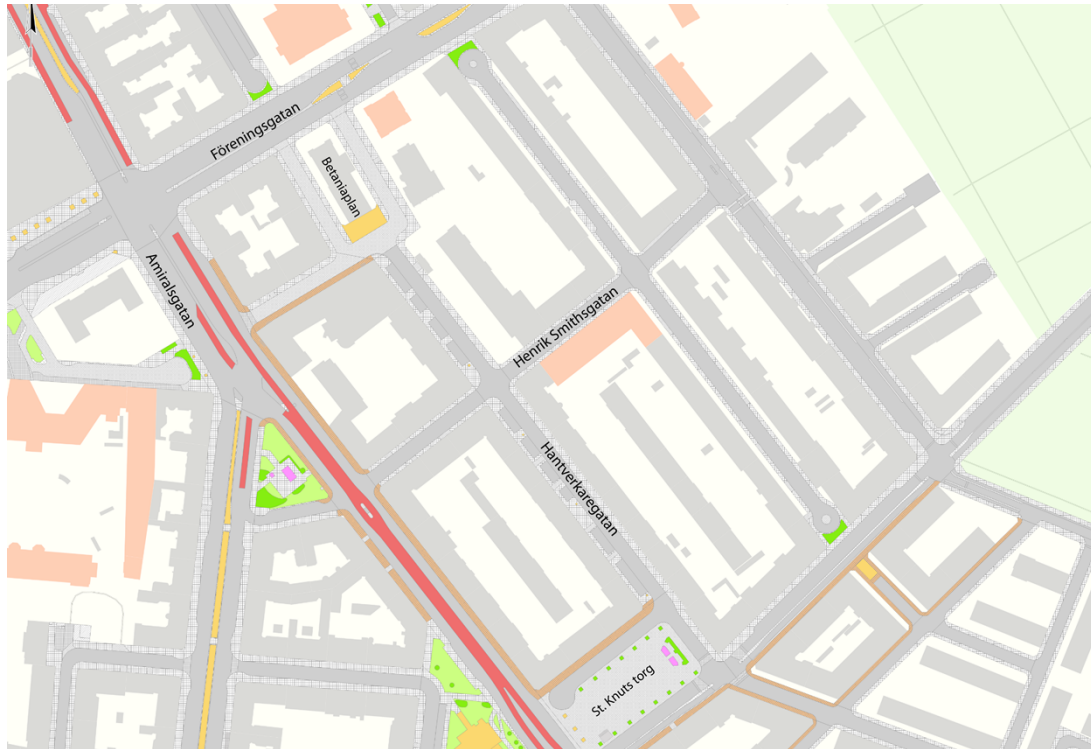 Föreningsgatan
Betaniaplan
Amiralsgatan
Henrik Smithsgatan
Hantverkaregatan
St. Knuts torg